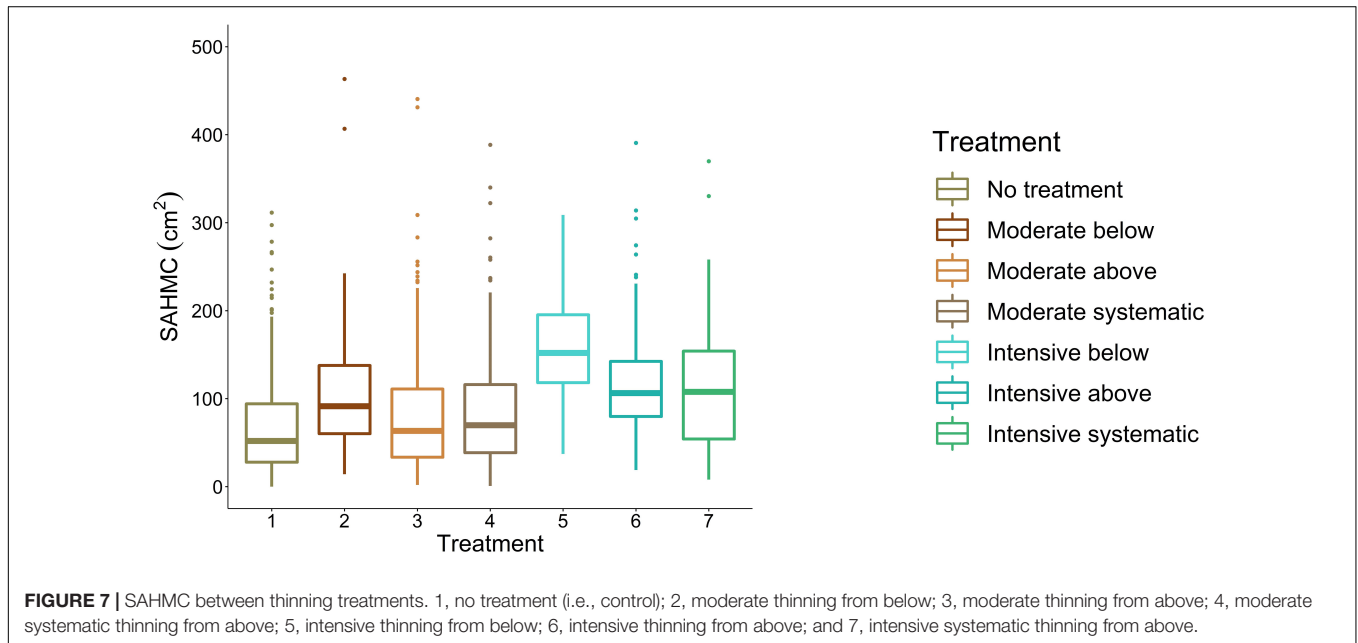 500
400
300
200
100
0
SAHMC (cm²)
1 2 3 4 5 6 7
Treatment
Treatment
No treatment
Moderate below
Moderate above
Moderate systematic
Intensive below
Intensive above
Intensive systematic
FIGURE 7 | SAHMC between thinning treatments. 1, no treatment (i.e., control); 2, moderate thinning from below; 3, moderate thinning from above; 4, moderate
systematic thinning from above; 5, intensive thinning from below; 6, intensive thinning from above; and 7, intensive systematic thinning from above.